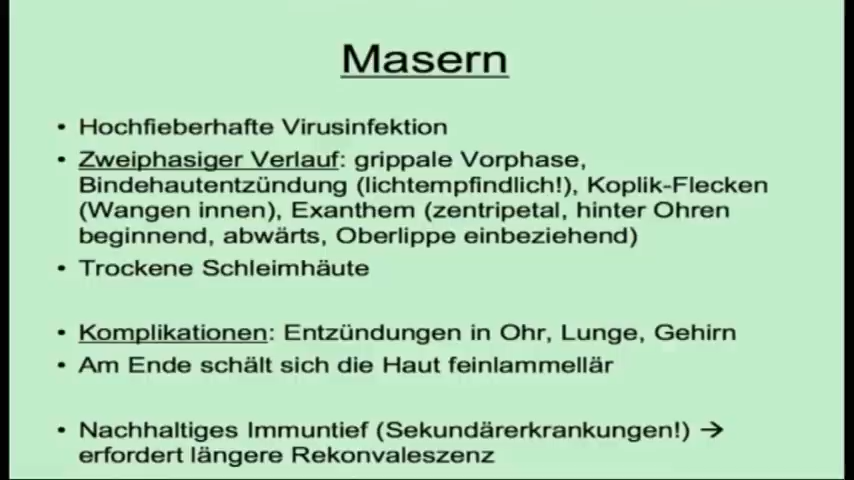 Masern
• Hochfieberhafte Virusinfektion
• Zweiphasiger Verlauf: grippale Vorphase,
Bindehautentzündung (lichtempfindlich!), Koplik-Flecken
(Wangen innen), Exanthem (zentripetal, hinter Ohren
beginnend, abwärts, Oberlippe einbeziehend)
• Trockene Schleimhäute
• Komplikationen: Entzündungen in Ohr, Lunge, Gehirn
• Am Ende schält sich die Haut feinlammellär
• Nachhaltiges Immuntief (Sekundärerkrankungen!) →
erfordert längere Rekonvaleszenz